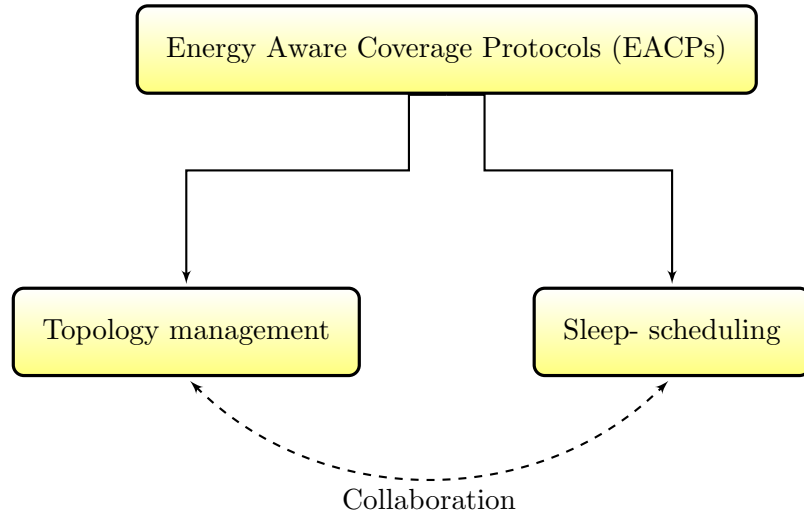 Energy Aware Coverage Protocols (EACPs)
Topology management
Sleep- scheduling
Collaboration